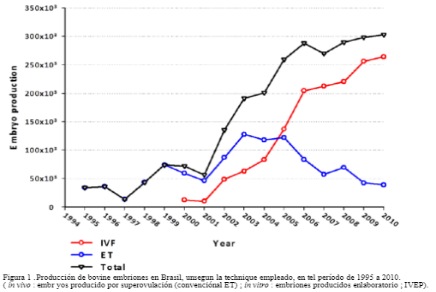 350x10³
300x10³
250x10³
200x10³
150x10³
100x10³
50x10³
0
Embryo production
1994 1995 1996 1997 1998 1999 2000 2001 2002 2003 2004 2005 2006 2007 2008 2009 2010
Year
IVF
ET
Total
Figura 1 .Producción de bovine embriones en Brasil, unsegun la technique empleado, en tel período de 1995 a 2010.
( in vivo : embr yos producido por superovulación (convenciónal ET) ; in vitro : embriones producidos enlaboratorio ; IVEP).